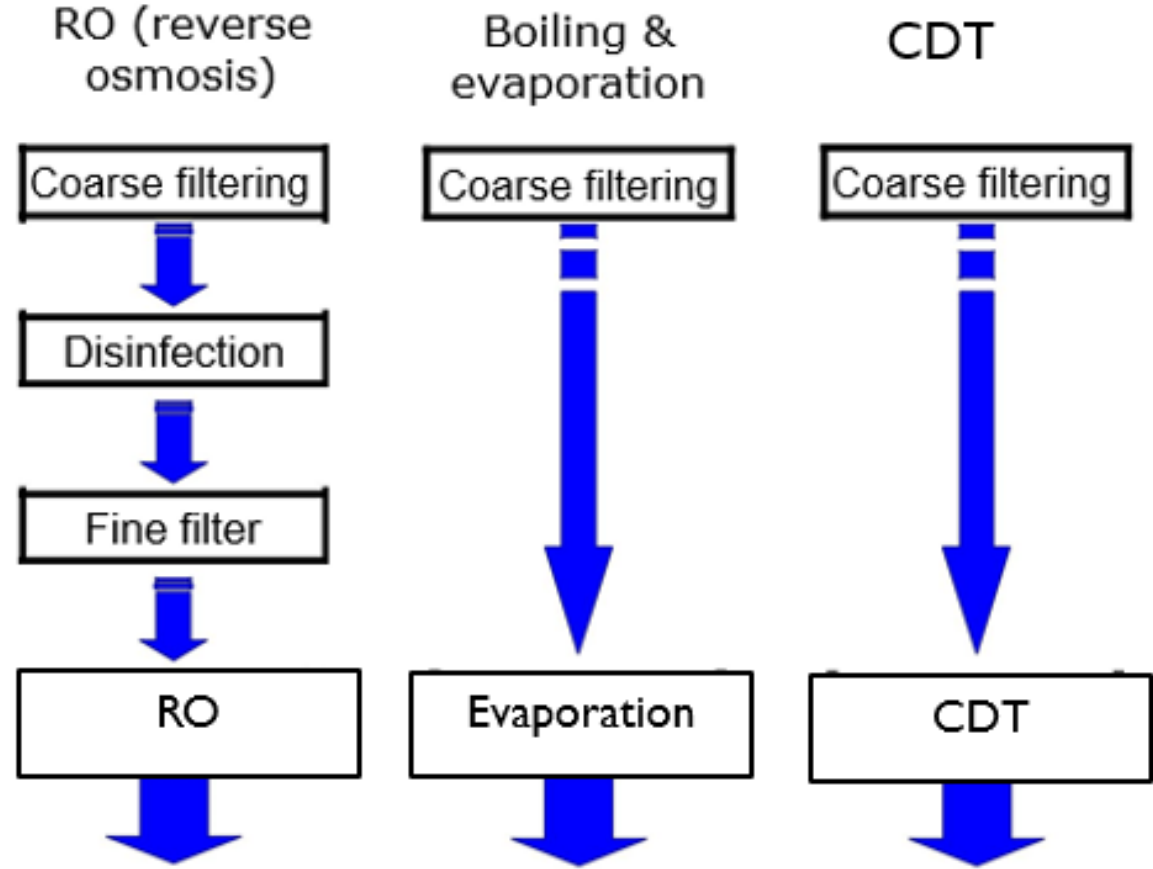 RO (reverse
osmosis)
Boiling &
evaporation
CDT
Coarse filtering
Coarse filtering
Coarse filtering
Disinfection
Fine filter
RO
Evaporation
CDT